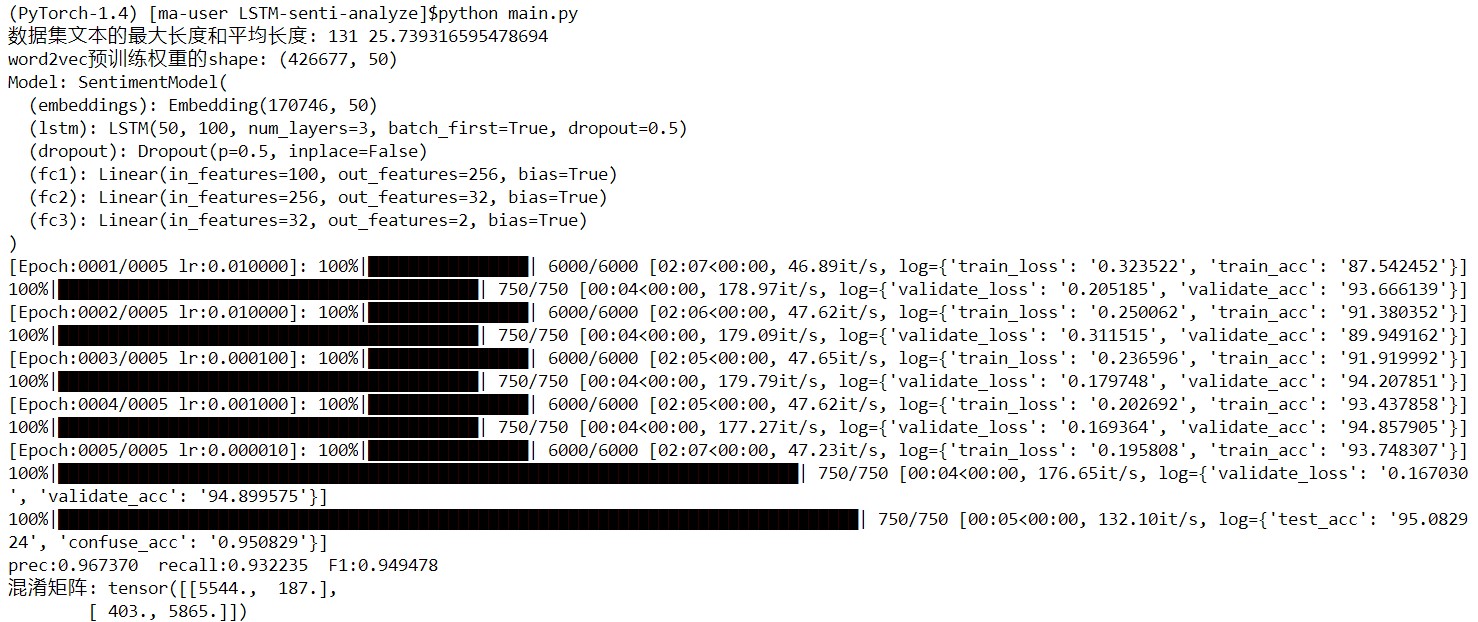 (PyTorch-1.4) [ma-user LSTM-senti-analyze]$python main.py
数据集文本的最大长度和平均长度: 131 25.739316595478694
word2vec预训练权重的shape: (426677, 50)
Model: SentimentModel(
  (embeddings): Embedding(170746, 50)
  (lstm): LSTM(50, 100, num_layers=3, batch_first=True, dropout=0.5)
  (dropout): Dropout(p=0.5, inplace=False)
  (fc1): Linear(in_features=100, out_features=256, bias=True)
  (fc2): Linear(in_features=256, out_features=32, bias=True)
  (fc3): Linear(in_features=32, out_features=2, bias=True)
)
[Epoch:0001/0005 lr:0.010000]: 100%|████████████████| 6000/6000 [02:07<00:00, 46.89it/s, log={'train_loss': '0.323522', 'train_acc': '87.542452'}]
100%|██████████████████████████████████████████| 750/750 [00:04<00:00, 178.97it/s, log={'validate_loss': '0.205185', 'validate_acc': '93.666139'}]
[Epoch:0002/0005 lr:0.010000]: 100%|████████████████| 6000/6000 [02:06<00:00, 47.62it/s, log={'train_loss': '0.250062', 'train_acc': '91.380352'}]
100%|██████████████████████████████████████████| 750/750 [00:04<00:00, 179.09it/s, log={'validate_loss': '0.311515', 'validate_acc': '89.949162'}]
[Epoch:0003/0005 lr:0.000100]: 100%|████████████████| 6000/6000 [02:05<00:00, 47.65it/s, log={'train_loss': '0.236596', 'train_acc': '91.919992'}]
100%|██████████████████████████████████████████| 750/750 [00:04<00:00, 179.79it/s, log={'validate_loss': '0.179748', 'validate_acc': '94.207851'}]
[Epoch:0004/0005 lr:0.001000]: 100%|████████████████| 6000/6000 [02:05<00:00, 47.62it/s, log={'train_loss': '0.202692', 'train_acc': '93.437858'}]
100%|██████████████████████████████████████████| 750/750 [00:04<00:00, 177.27it/s, log={'validate_loss': '0.169364', 'validate_acc': '94.857905'}]
[Epoch:0005/0005 lr:0.000010]: 100%|████████████████| 6000/6000 [02:07<00:00, 47.23it/s, log={'train_loss': '0.195808', 'train_acc': '93.748307'}]
100%|██████████████████████████████████████████████████████████████████████████| 750/750 [00:04<00:00, 176.65it/s, log={'validate_loss': '0.167030
', 'validate_acc': '94.899575'}]
100%|████████████████████████████████████████████████████████████████████████████████| 750/750 [00:05<00:00, 132.10it/s, log={'test_acc': '95.0829
24', 'confuse_acc': '0.950829'}]
prec:0.967370  recall:0.932235  F1:0.949478
混淆矩阵: tensor([[5544.,  187.],
        [ 403., 5865.]])